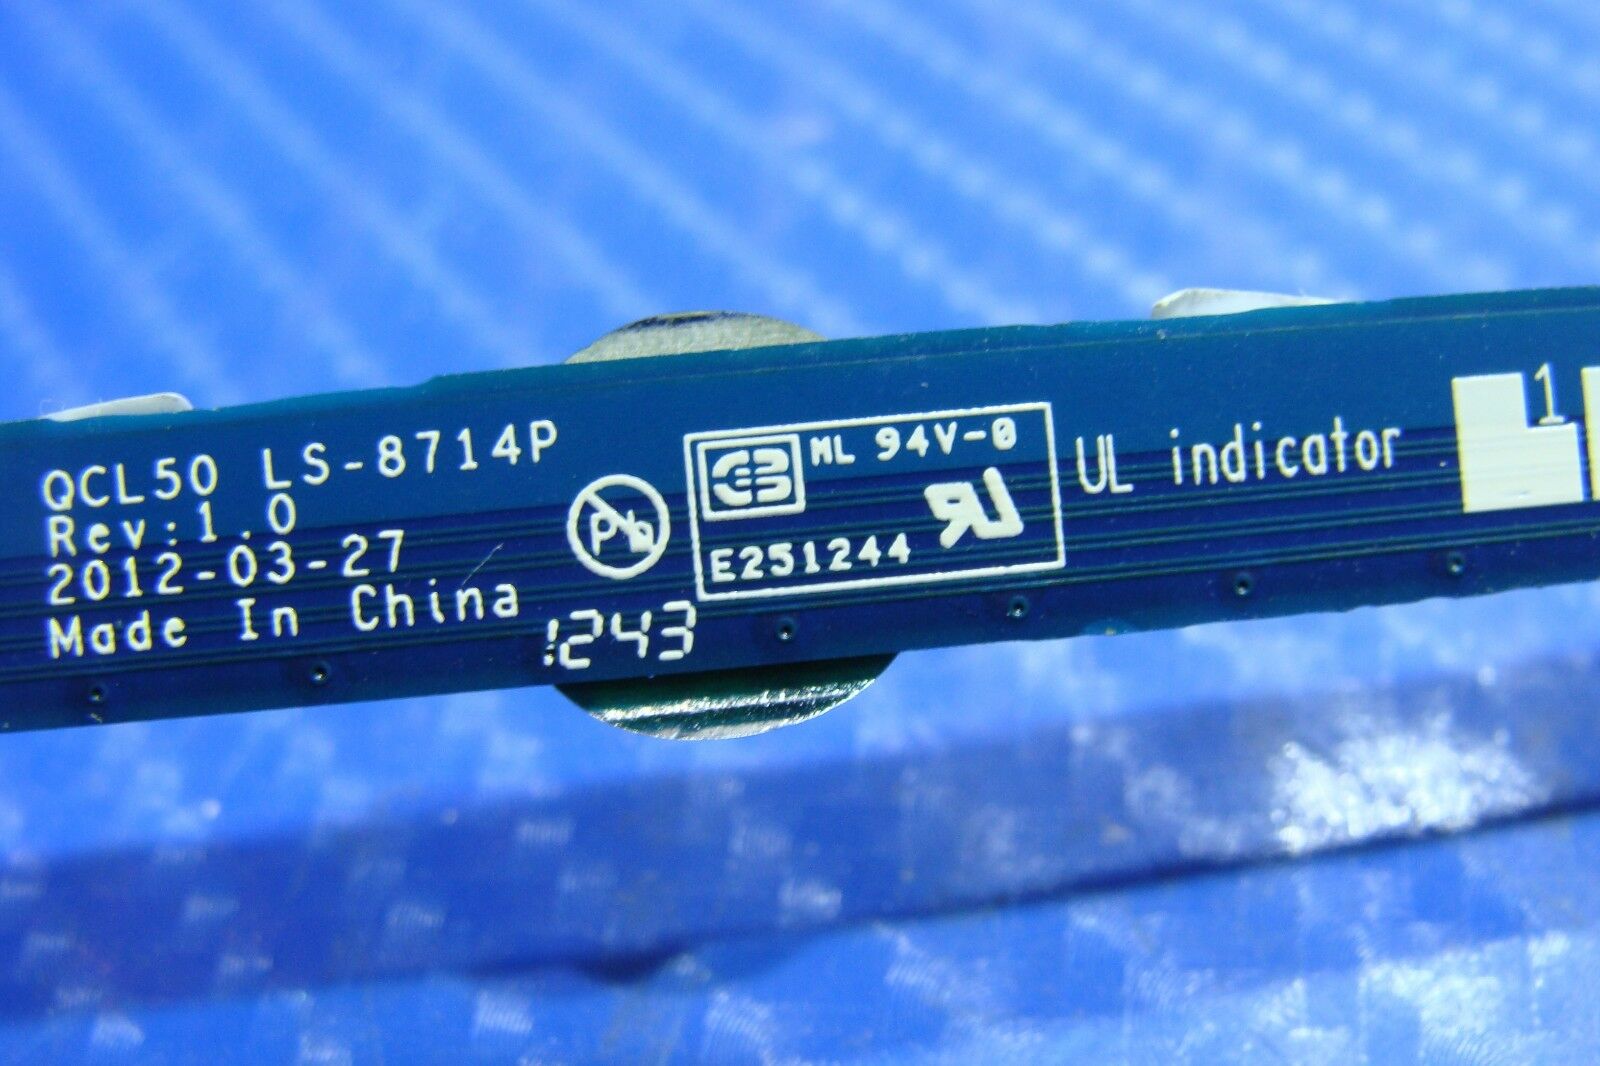 QCL50 LS-8714P
Rev:1.0
2012-03-27
Made In China
Pb
1243
ML 94V-0
E251244
UL indicator
1